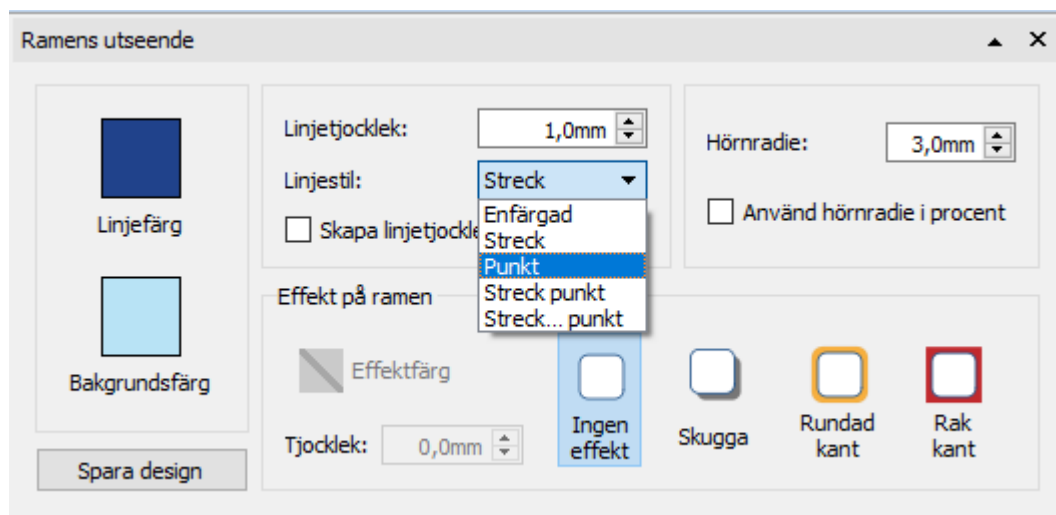 Ramens utseende
Linjefärg
Bakgrundsfärg
Spara design
Linjetjocklek:
1,0mm
Linjestil:
Streck
Enfärgad
Streck
Punkt
Streck punkt
Streck... punkt
Skapa linjetjockle
Hörnradie:
3,0mm
Använd hörnradie i procent
Effekt på ramen
Effektfärg
Tjocklek:
0,0mm
Ingen
effekt
Skugga
Rundad
kant
Rak
kant